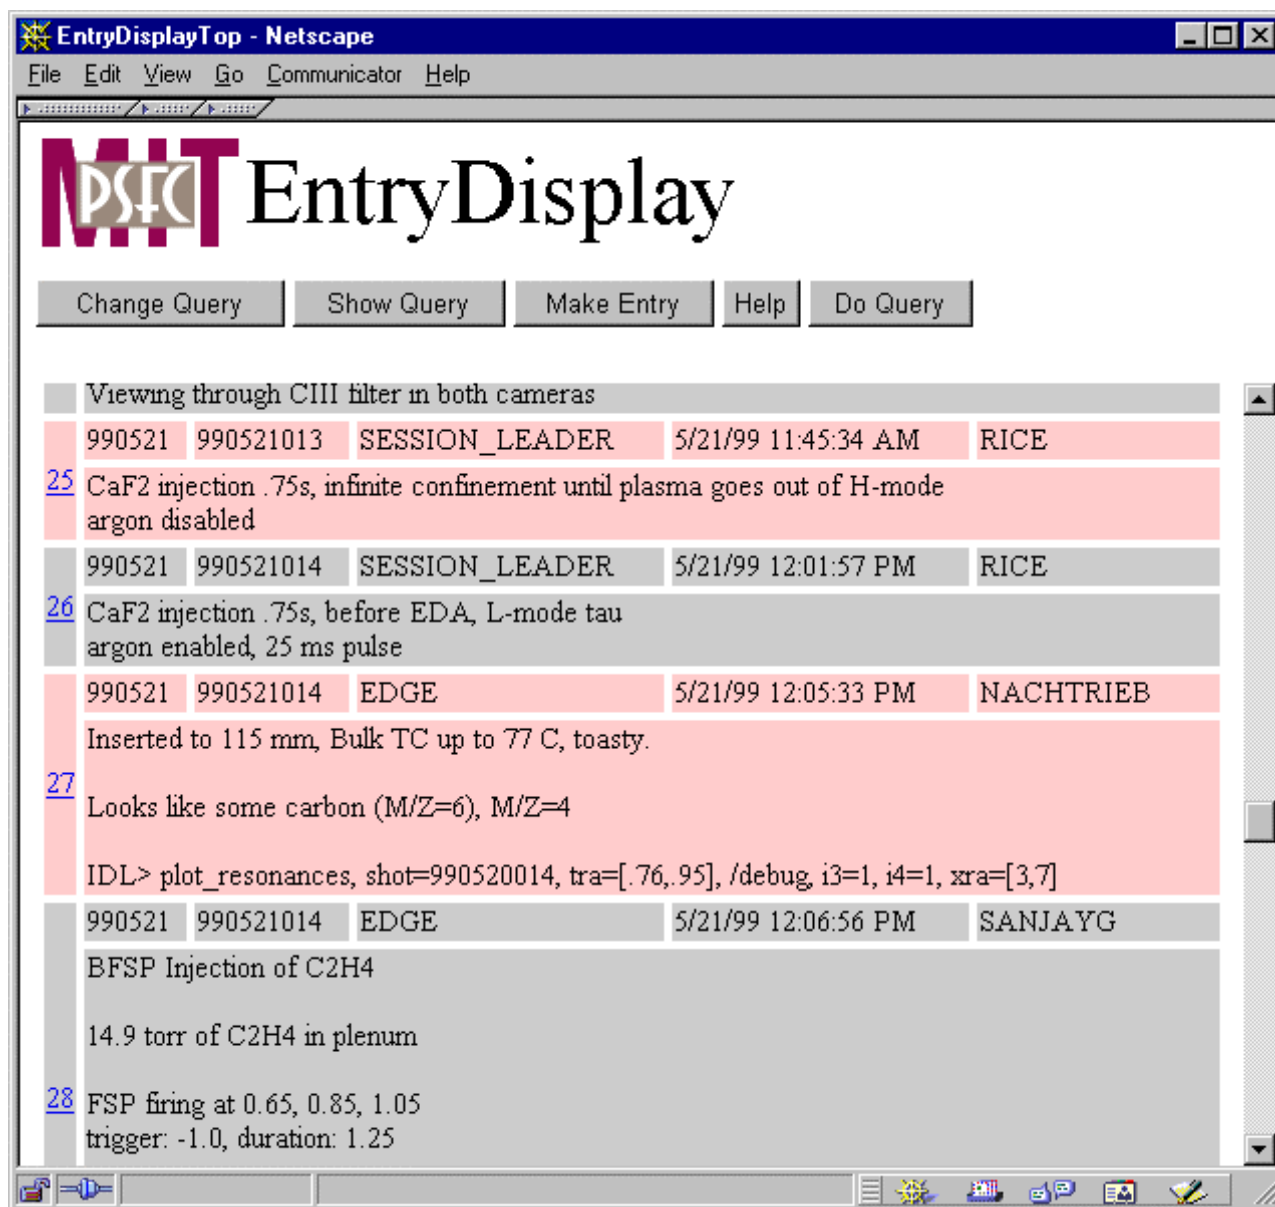 EntryDisplayTop - Netscape
File Edit View Go Communicator Help
MIT PSFC EntryDisplay
Change Query Show Query Make Entry Help Do Query
Viewing through CIII filter in both cameras
990521 990521013 SESSION_LEADER 5/21/99 11:45:34 AM RICE
25 CaF2 injection .75s, infinite confinement until plasma goes out of H-mode
argon disabled
990521 990521014 SESSION_LEADER 5/21/99 12:01:57 PM RICE
26 CaF2 injection .75s, before EDA, L-mode tau
argon enabled, 25 ms pulse
990521 990521014 EDGE 5/21/99 12:05:33 PM NACHTRIEB
Inserted to 115 mm, Bulk TC up to 77 C, toasty.
27
Looks like some carbon (M/Z=6), M/Z=4
IDL> plot_resonances, shot=990520014, tra=[.76,.95], /debug, i3=1, i4=1, xra=[3,7]
990521 990521014 EDGE 5/21/99 12:06:56 PM SANJAYG
BFSP Injection of C2H4
14.9 torr of C2H4 in plenum
28 FSP firing at 0.65, 0.85, 1.05
trigger: -1.0, duration: 1.25